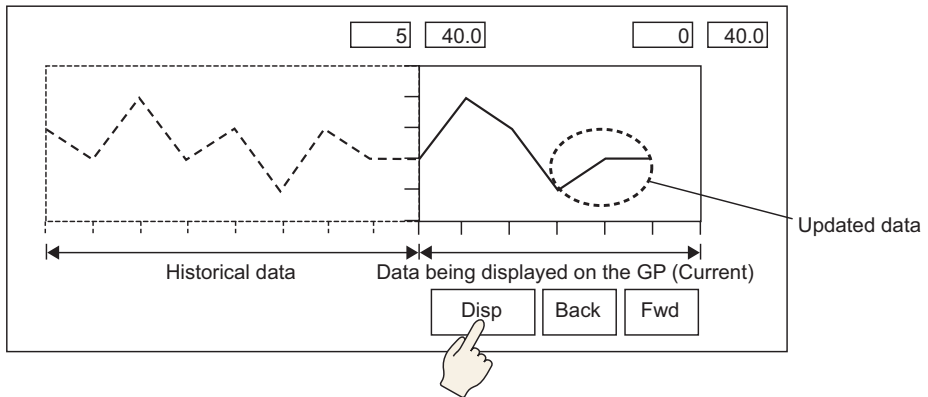 5 40.0 0 40.0
Updated data
Historical data Data being displayed on the GP (Current)
Disp Back Fwd